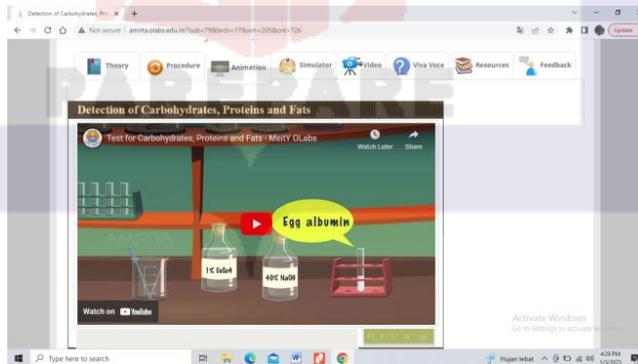 Detection of Carbohydrates, Pro
Not secure | amrita.olabs.edu.in/?sub=79&brch=17&sim=205&cnt=726
Update
Theory Procedure Animation Simulator Video Viva Voce Resources Feedback
PAREPARE
Detection of Carbohydrates, Proteins and Fats
Test for Carbohydrates, Proteins and Fats - MeitY OLabs
Watch Later Share
Egg albumin
AMRITA
1% CuSo4
40% NaOH
Watch on YouTube
Activate Windows
Go to Settings to activate Windows
Type here to search
Hujan lebat
4:29 PM